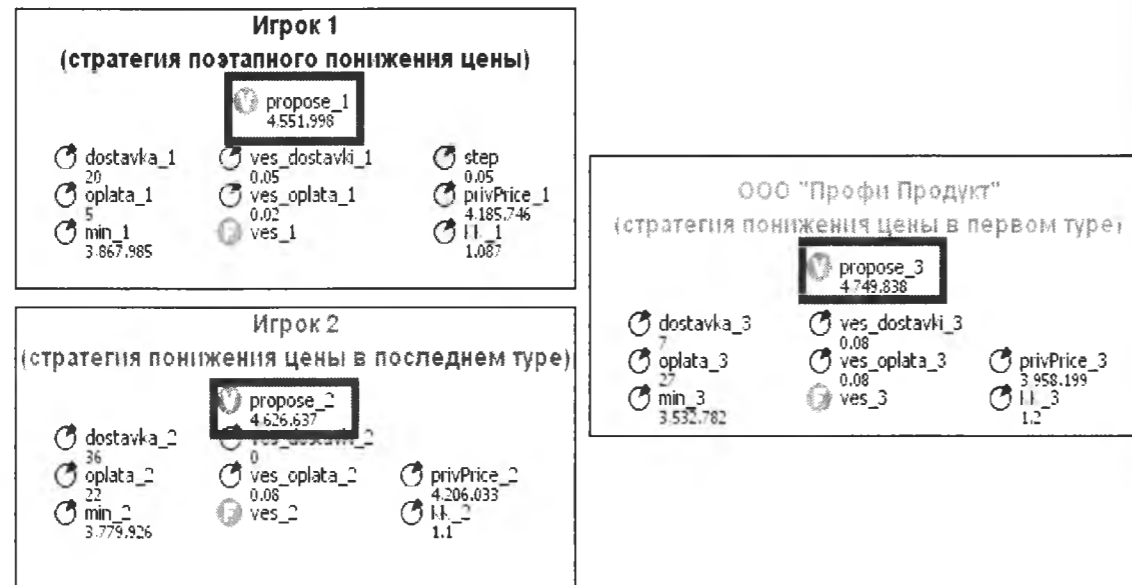 Игрок 1
(стратегия поэтапного понижения цены)
V propose_1
4.551.998
dostavka_1 ves_dostavki_1 step
20 0.05 0.05
oplata_1 ves_oplata_1 privPrice_1
5 0.02 4.185.746
min_1 F ves_1 kk_1
3.867.985 1.087
Игрок 2
(стратегия понижения цены в последнем туре)
V propose_2
4.626.637
dostavka_2 ves_dostavki_2
36 0
oplata_2 ves_oplata_2 privPrice_2
22 0.08 4.206.033
min_2 F ves_2 kk_2
3.779.926 1.1
ООО "Профи Продукт"
(стратегия понижения цены в первом туре)
V propose_3
4.749.838
dostavka_3 ves_dostavki_3
7 0.08
oplata_3 ves_oplata_3 privPrice_3
27 0.08 3.958.199
min_3 F ves_3 kk_3
3.532.782 1.2